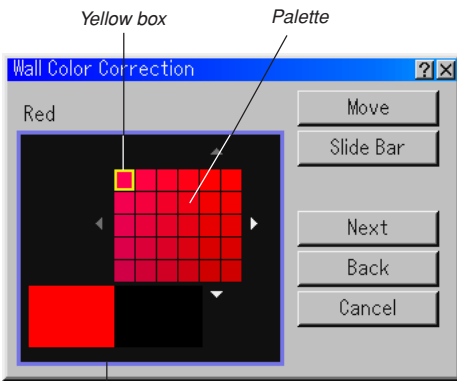 Yellow box
Palette
Wall Color Correction
Red
Move
Slide Bar
Next
Back
Cancel